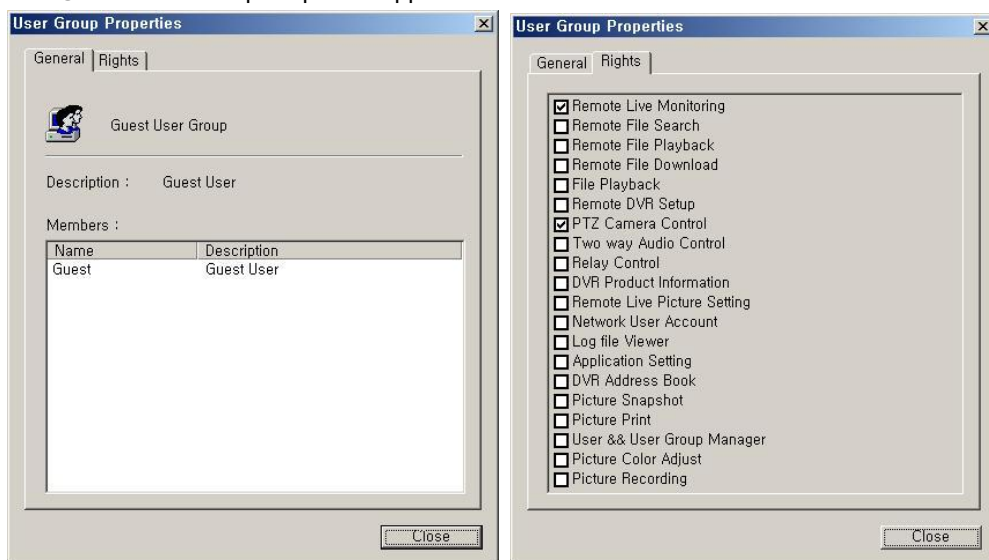 User Group Properties
General
Rights
Guest User Group
Description : Guest User
Members :
Name Description
Guest Guest User
Close
User Group Properties
General
Rights
Remote Live Monitoring
Remote File Search
Remote File Playback
Remote File Download
File Playback
Remote DVR Setup
PTZ Camera Control
Two way Audio Control
Relay Control
DVR Product Information
Remote Live Picture Setting
Network User Account
Log file Viewer
Application Setting
DVR Address Book
Picture Snapshot
Picture Print
User && User Group Manager
Picture Color Adjust
Picture Recording
Close